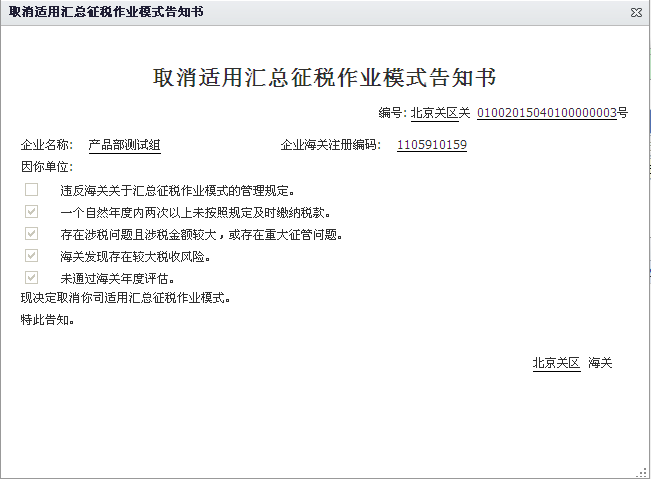 取消适用汇总征税作业模式告知书
取消适用汇总征税作业模式告知书
编号: 北京关区关 01002015040100000003号
企业名称: 产品部测试组 企业海关注册编码: 1105910159
因你单位:
违反海关关于汇总征税作业模式的管理规定。
一个自然年度内两次以上未按照规定及时缴纳税款。
存在涉税问题且涉税金额较大，或存在重大征管问题。
海关发现存在较大税收风险。
未通过海关年度评估。
现决定取消你司适用汇总征税作业模式。
特此告知。
北京关区 海关